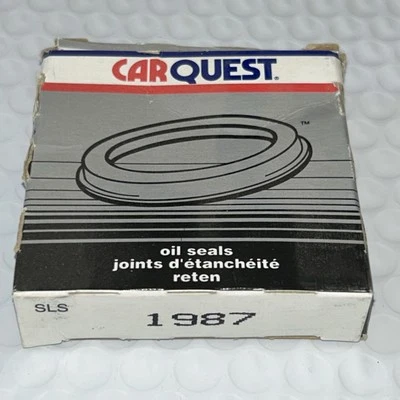 CARQUEST®
™
oil seals
joints d'étanchéité
reten
SLS
1987